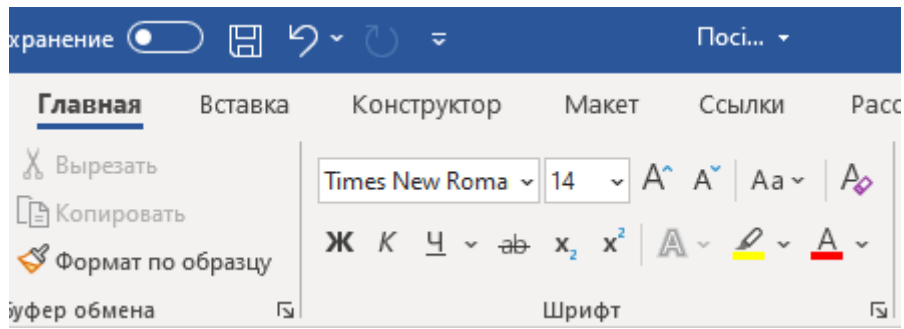 хранение Посі...
Главная Вставка Конструктор Макет Ссылки Расс
Вырезать
Копировать
Формат по образцу
Times New Roma 14 Аа
Ж К Ч ab x₂ x² A A
буфер обмена Шрифт